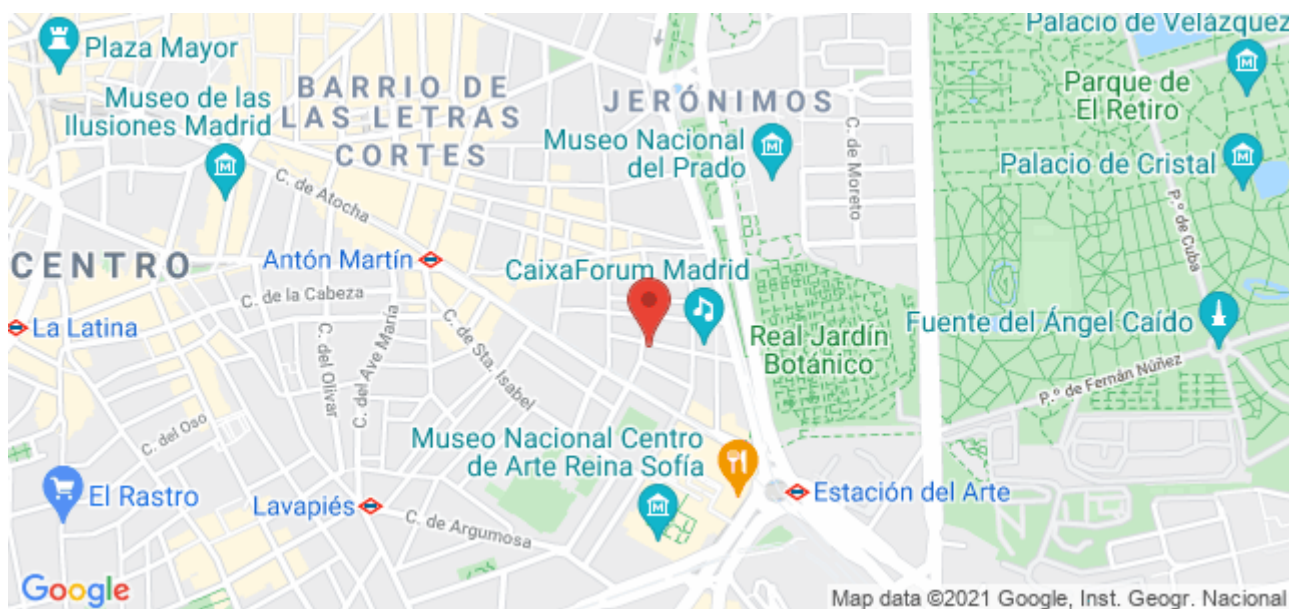 Palacio de Velázquez
Plaza Mayor
BARRIO DE
LAS LETRAS
CORTES
JERÓNIMOS
Parque de
El Retiro
Museo de las
Ilusiones Madrid
Museo Nacional
del Prado
C. de Moreto
Palacio de Cristal
C. de Atocha
P.º de Cuba
CENTRO
Antón Martín
CaixaForum Madrid
C. de la Cabeza
La Latina
C. del Olivar
C. del Ave María
C. de Sta. Isabel
Real Jardín
Botánico
Fuente del Ángel Caído
P.º de Fernán Núñez
C. del Oso
Museo Nacional Centro
de Arte Reina Sofía
El Rastro
Lavapiés
Estación del Arte
C. de Argumosa
Google
Map data ©2021 Google, Inst. Geogr. Nacional